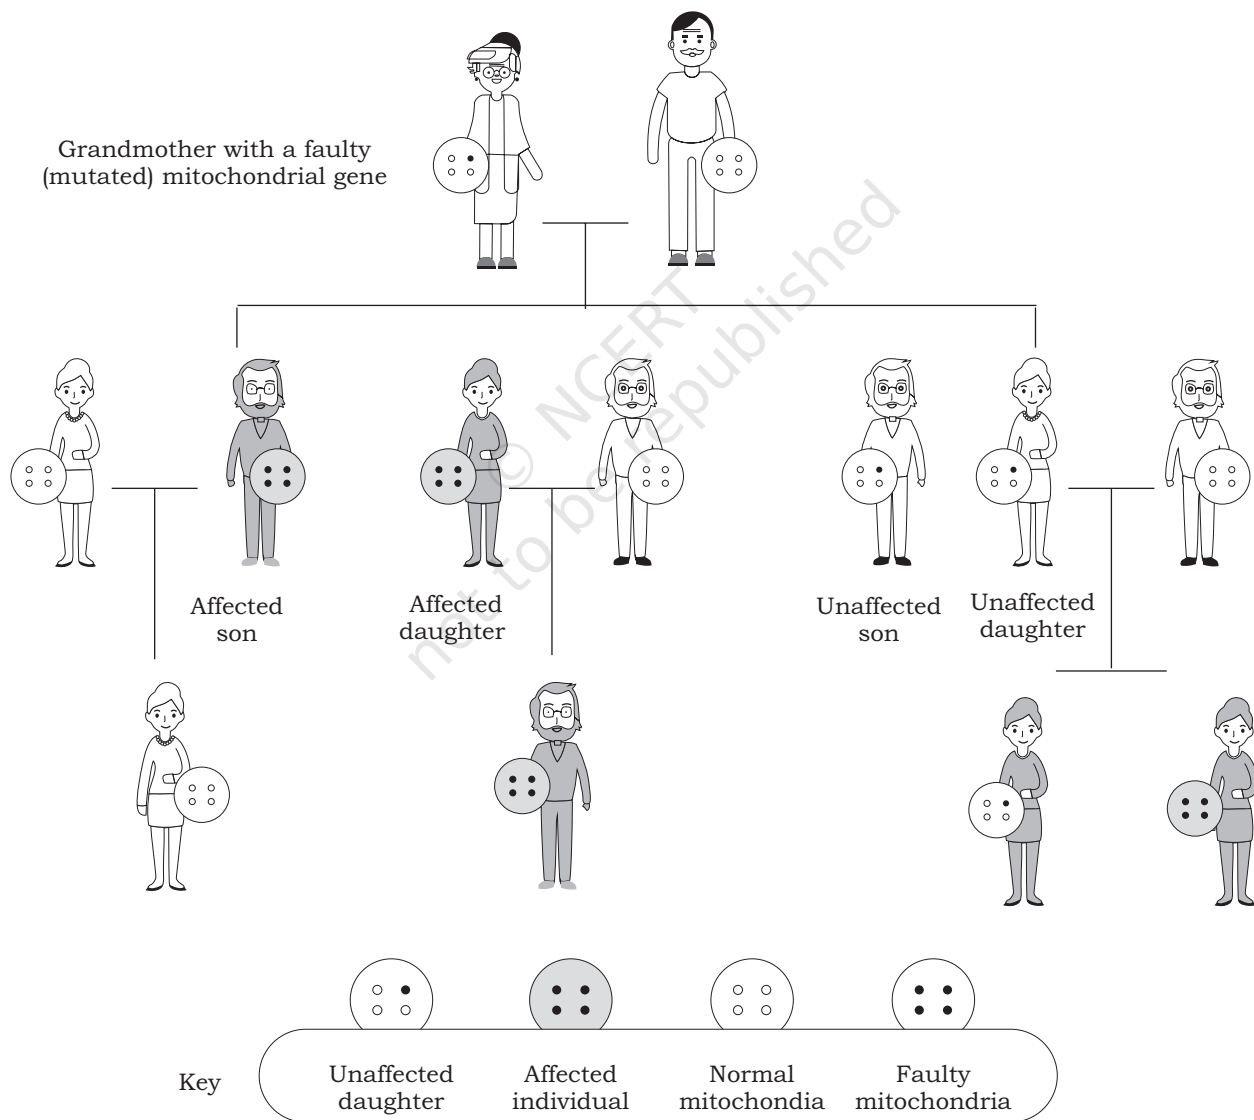 Grandmother with a faulty
(mutated) mitochondrial gene
© NCERT
not to be republished
Affected
son
Affected
daughter
Unaffected
son
Unaffected
daughter
Key
Unaffected
daughter
Affected
individual
Normal
mitochondia
Faulty
mitochondria